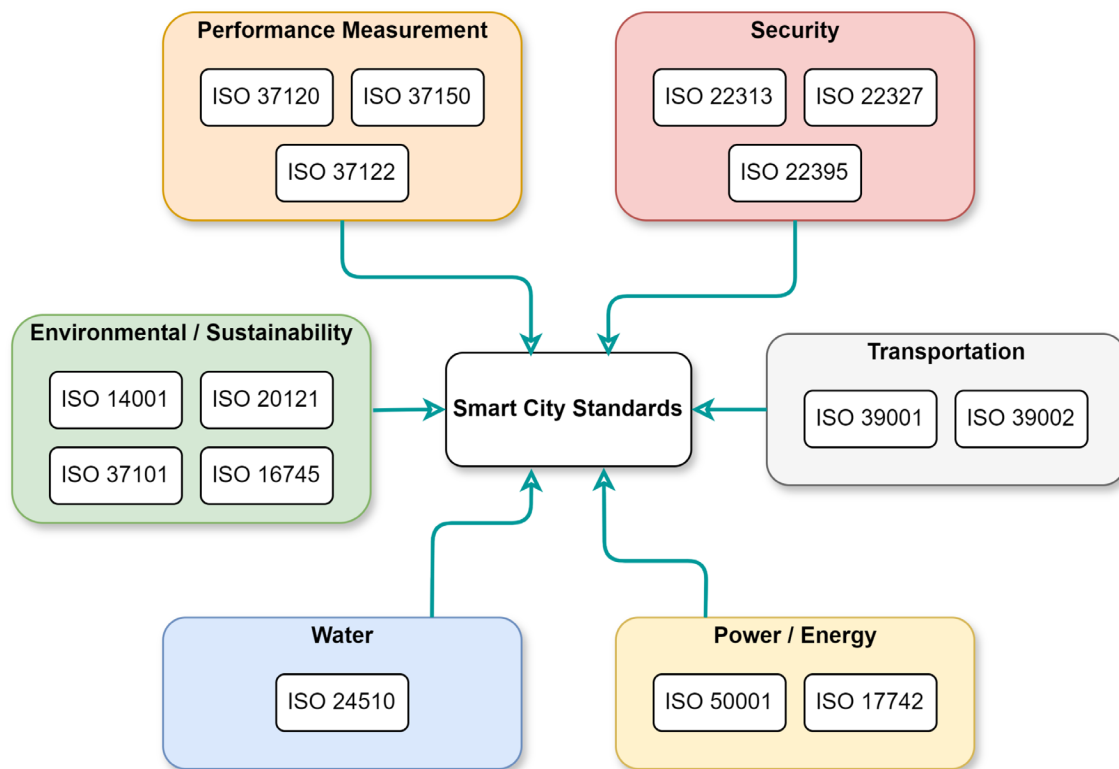 Performance Measurement
ISO 37120
ISO 37150
ISO 37122
Security
ISO 22313
ISO 22327
ISO 22395
Environmental / Sustainability
ISO 14001
ISO 20121
ISO 37101
ISO 16745
Smart City Standards
Transportation
ISO 39001
ISO 39002
Water
ISO 24510
Power / Energy
ISO 50001
ISO 17742